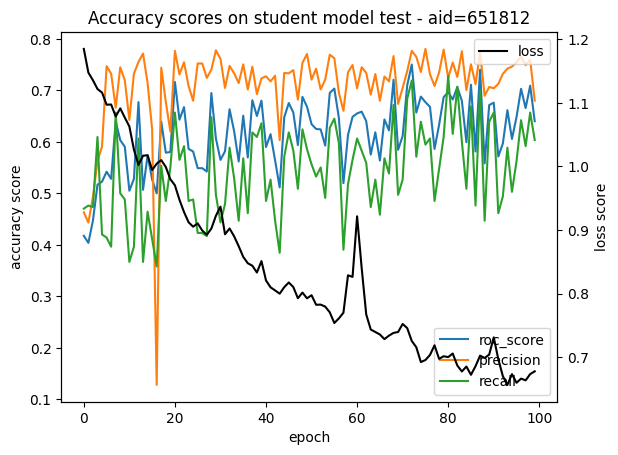 Accuracy scores on student model test - aid=651812
loss
0.8
0.7
0.6
0.5
0.4
0.3
0.2
0.1
accuracy score
1.2
1.1
1.0
0.9
0.8
0.7
loss score
roc_score
precision
recall
0
20
40
60
80
100
epoch